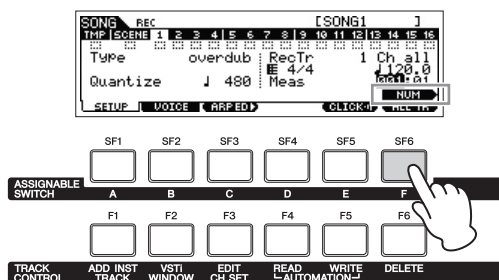 SONG REC [SONG1 ]
TMP SCENE 1 2 3 4 5 6 7 8 9 10 11 12 13 14 15 16
Type overdub RecTr 1 Ch all
4/4 ♩120.0
Quantize ♩ 480 Meas 001:01
NUM
SETUP VOICE ARP ED CLICK ALL TR
SF1 SF2 SF3 SF4 SF5 SF6
ASSIGNABLE SWITCH A B C D E F
F1 F2 F3 F4 F5 F6
TRACK CONTROL ADD INST TRACK VSTi WINDOW EDIT CH SET READ WRITE AUTOMATION DELETE